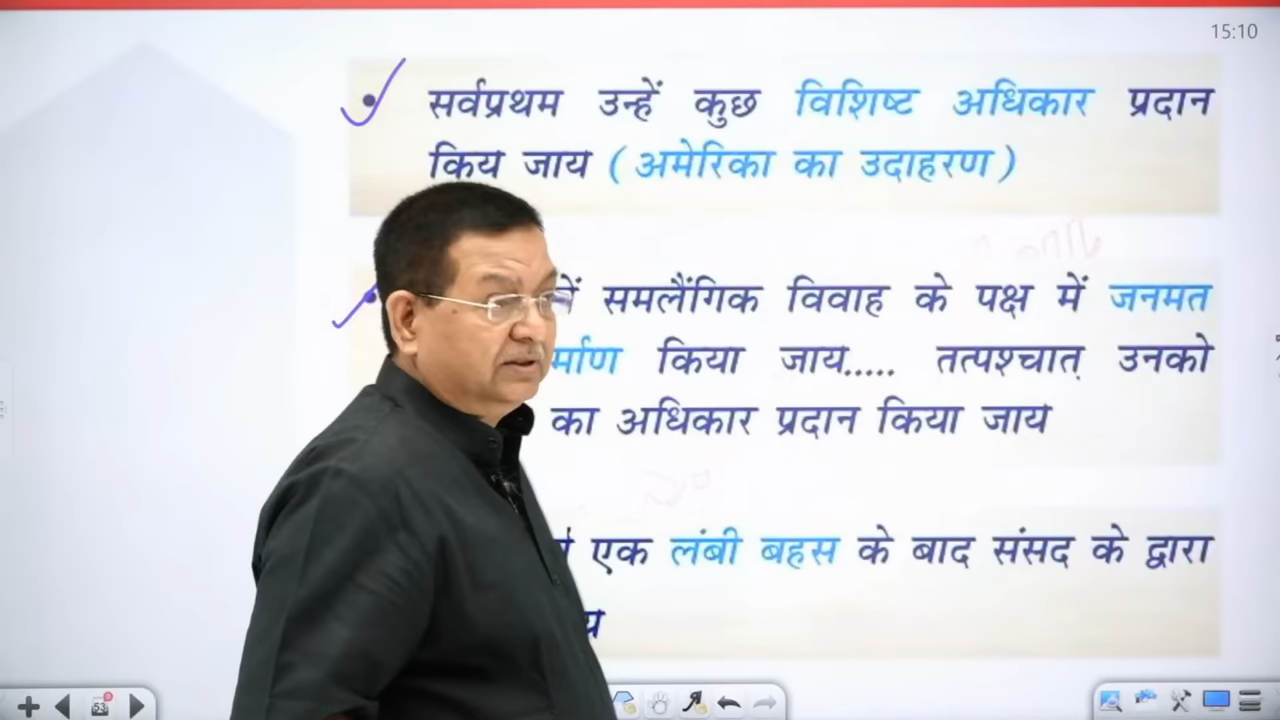 15:10
सर्वप्रथम उन्हें कुछ विशिष्ट अधिकार प्रदान
किय जाय (अमेरिका का उदाहरण)
समलैंगिक विवाह के पक्ष में जनमत
किया जाय..... तत्पश्चात् उनको
का अधिकार प्रदान किया जाय
एक लंबी बहस के बाद संसद के द्वारा
53